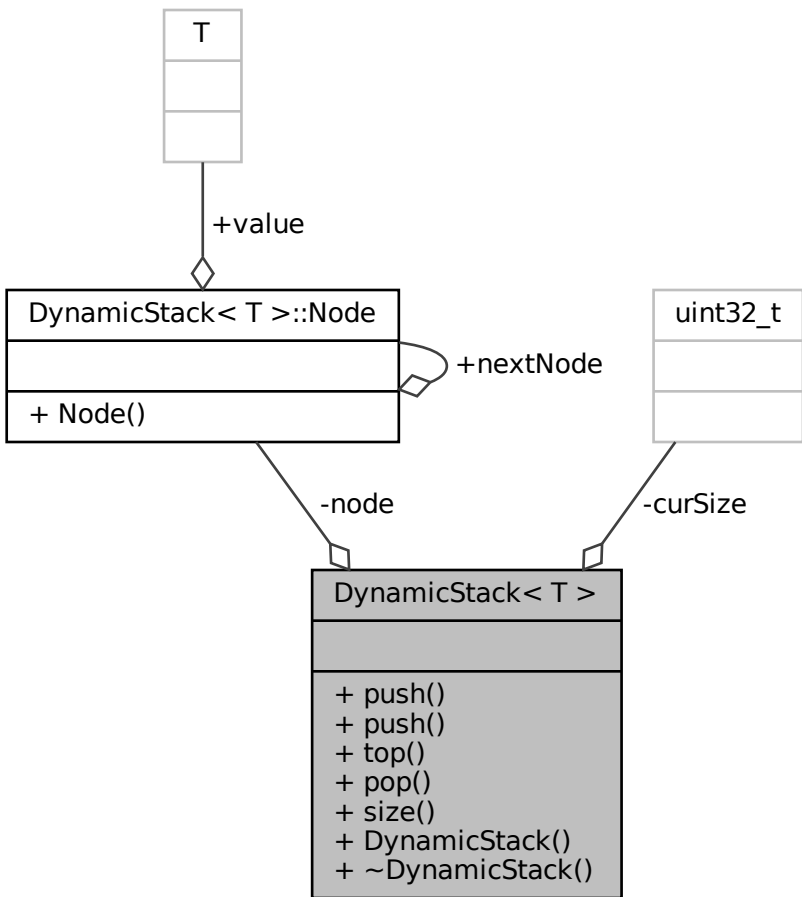 T
+value
DynamicStack< T >::Node
+ Node()
+nextNode
uint32_t
-node
-curSize
DynamicStack< T >
+ push()
+ push()
+ top()
+ pop()
+ size()
+ DynamicStack()
+ ~DynamicStack()